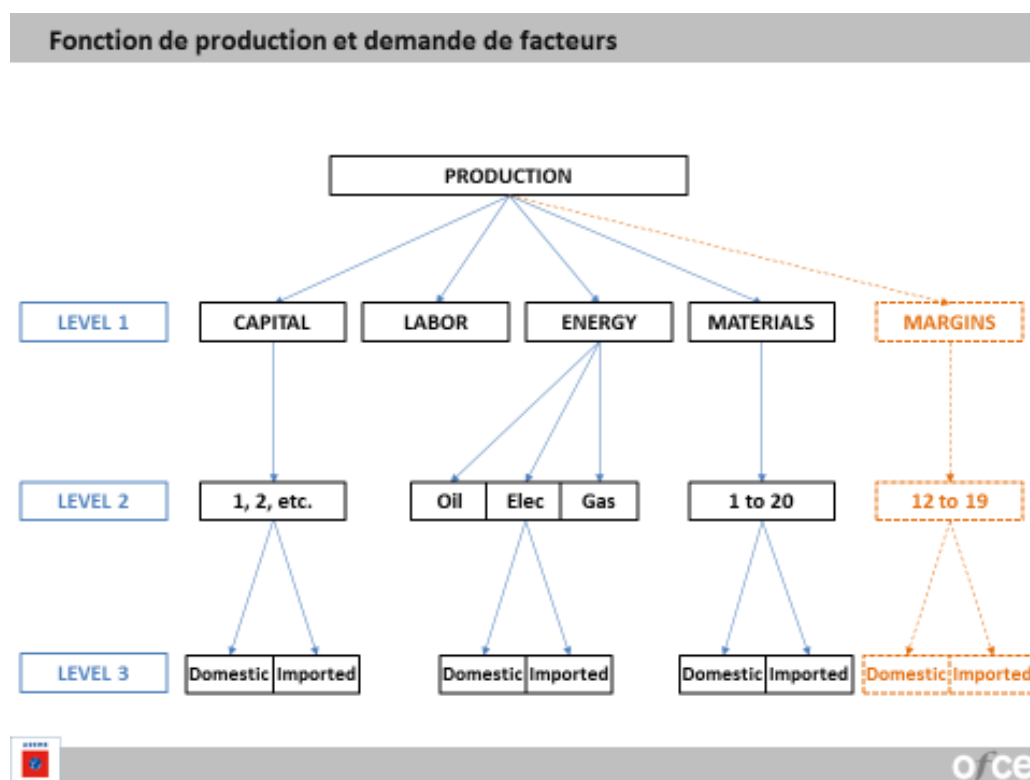 Fonction de production et demande de facteurs
PRODUCTION
LEVEL 1
CAPITAL
LABOR
ENERGY
MATERIALS
MARGINS
LEVEL 2
1, 2, etc.
Oil
Elec
Gas
1 to 20
12 to 19
LEVEL 3
Domestic
Imported
Domestic
Imported
Domestic
Imported
Domestic
Imported
ofce